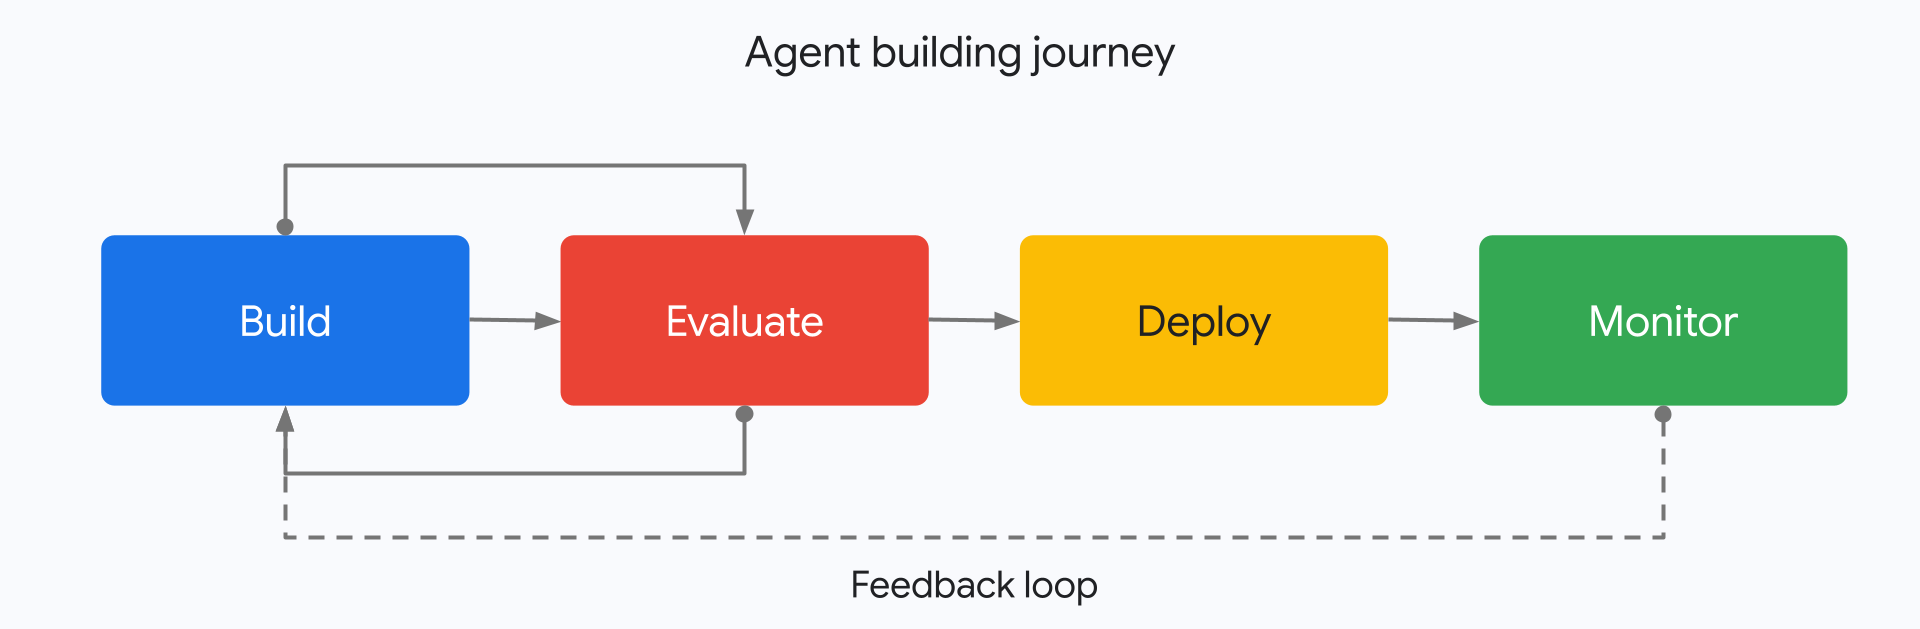 Agent building journey
Build
Evaluate
Deploy
Monitor
Feedback loop